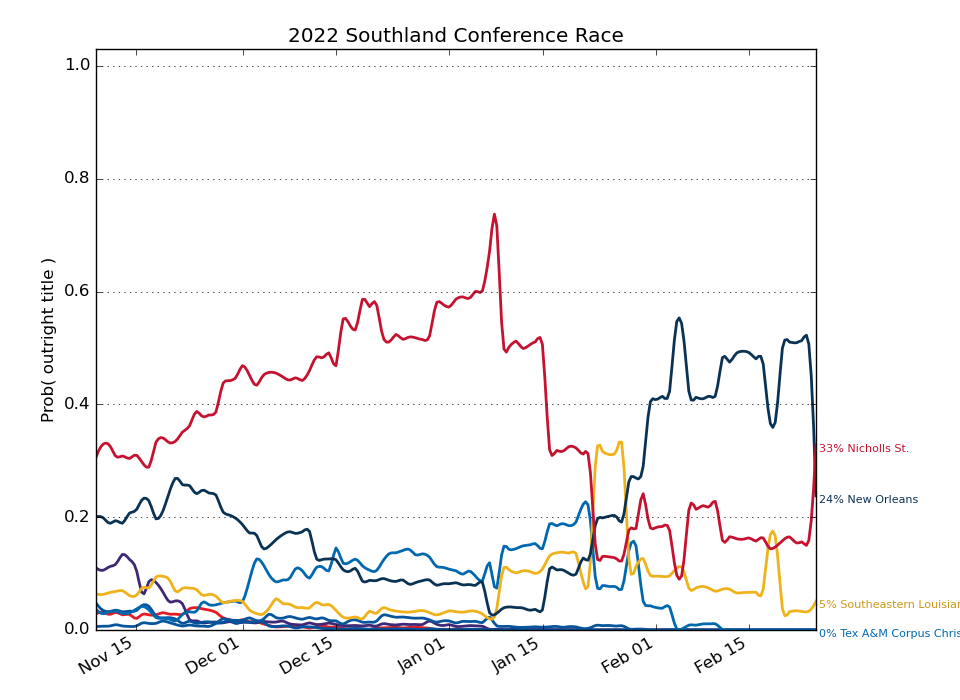 2022 Southland Conference Race
Prob( outright title )
1.0
0.8
0.6
0.4
0.2
0.0
33% Nicholls St.
24% New Orleans
5% Southeastern Louisian
0% Tex A&M Corpus Chris
Nov 15
Dec 01
Dec 15
Jan 01
Jan 15
Feb 01
Feb 15